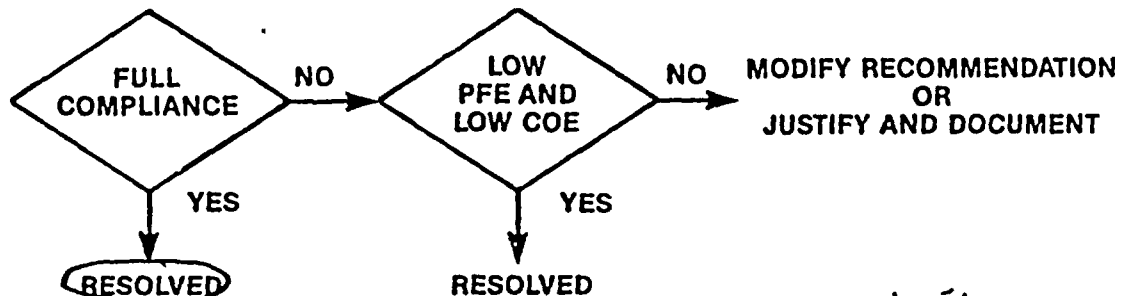 FULL
COMPLIANCE
NO
LOW
PFE AND
LOW COE
NO
MODIFY RECOMMENDATION
OR
JUSTIFY AND DOCUMENT
YES
YES
RESOLVED
RESOLVED